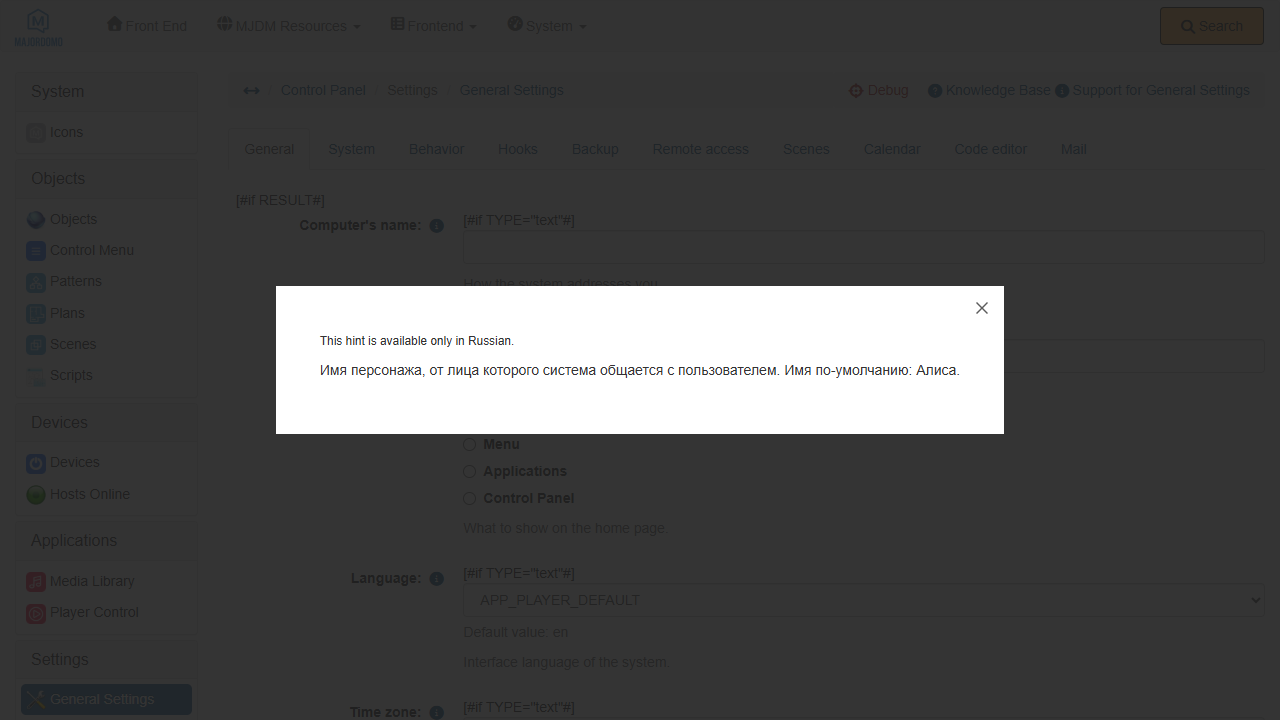 MAJORDOMO
Front End
MJDM Resources
Frontend
System
Search
System
Icons
Objects
Objects
Control Menu
Patterns
Plans
Scenes
Scripts
Devices
Devices
Hosts Online
Applications
Media Library
Player Control
Settings
General Settings
Control Panel
Settings
General Settings
Debug
Knowledge Base
Support for General Settings
General
System
Behavior
Hooks
Backup
Remote access
Scenes
Calendar
Code editor
Mail
[#if RESULT#]
Computer's name:
[#if TYPE="text"#]
How the system addresses you.
This hint is available only in Russian.
Имя персонажа, от лица которого система общается с пользователем. Имя по-умолчанию: Алиса.
Menu
Applications
Control Panel
What to show on the home page
Language:
[#if TYPE="text"#]
APP_PLAYER_DEFAULT
Default value: en
Interface language of the system.
Time zone:
[#if TYPE="text"#]